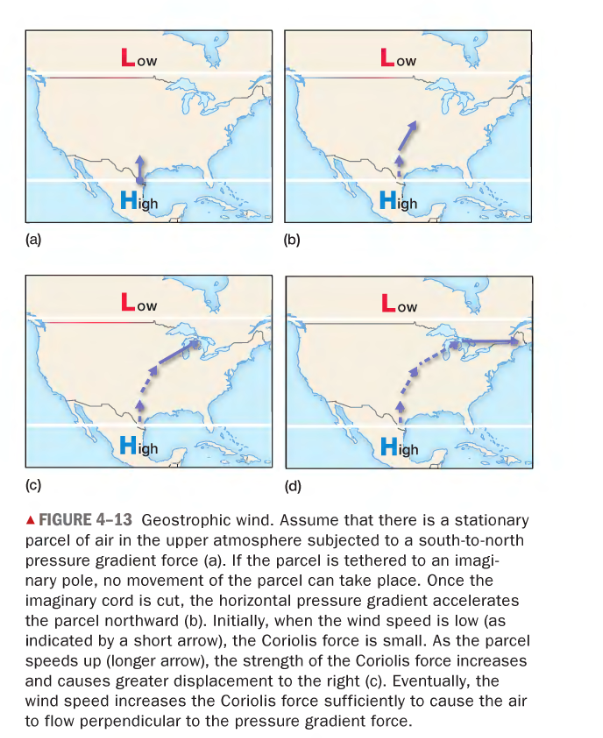 Low
High
(a)
Low
High
(b)
Low
High
(c)
Low
High
(d)
▲ FIGURE 4–13 Geostrophic wind. Assume that there is a stationary
parcel of air in the upper atmosphere subjected to a south-to-north
pressure gradient force (a). If the parcel is tethered to an imagi-
nary pole, no movement of the parcel can take place. Once the
imaginary cord is cut, the horizontal pressure gradient accelerates
the parcel northward (b). Initially, when the wind speed is low (as
indicated by a short arrow), the Coriolis force is small. As the parcel
speeds up (longer arrow), the strength of the Coriolis force increases
and causes greater displacement to the right (c). Eventually, the
wind speed increases the Coriolis force sufficiently to cause the air
to flow perpendicular to the pressure gradient force.